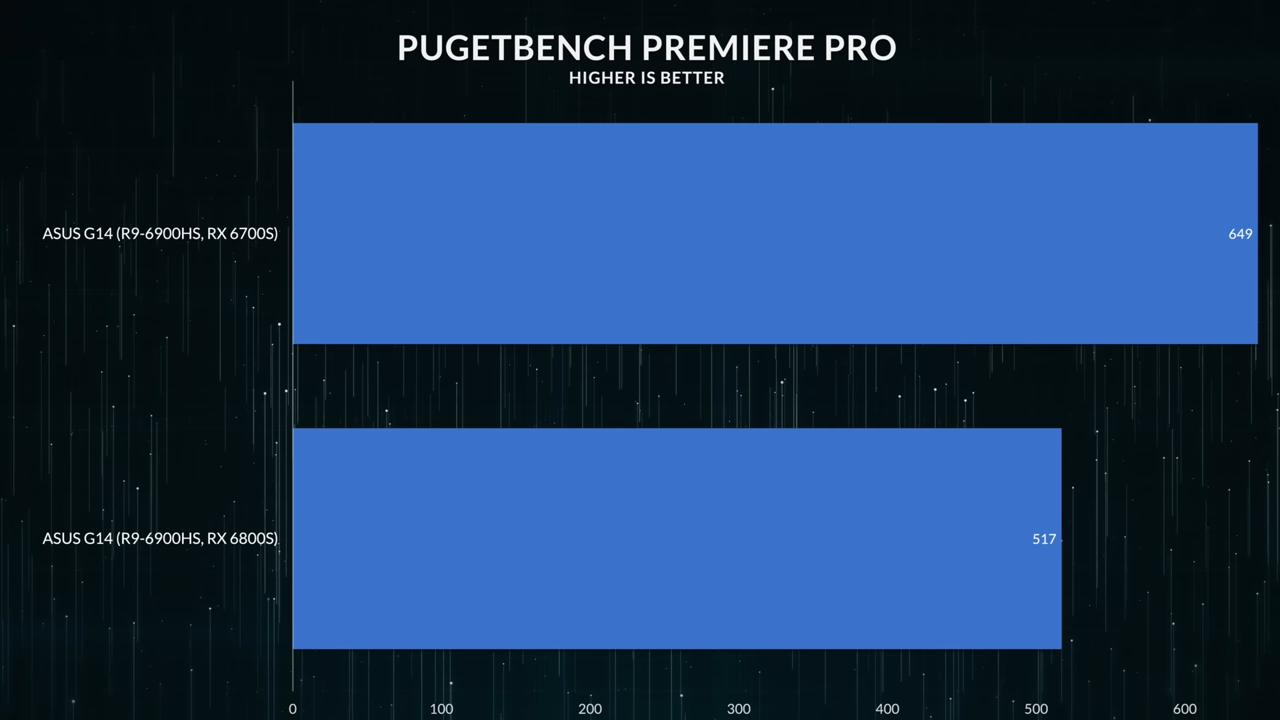 PUGETBENCH PREMIERE PRO
HIGHER IS BETTER
ASUS G14 (R9-6900HS, RX 6700S)
649
ASUS G14 (R9-6900HS, RX 6800S)
517
0 100 200 300 400 500 600